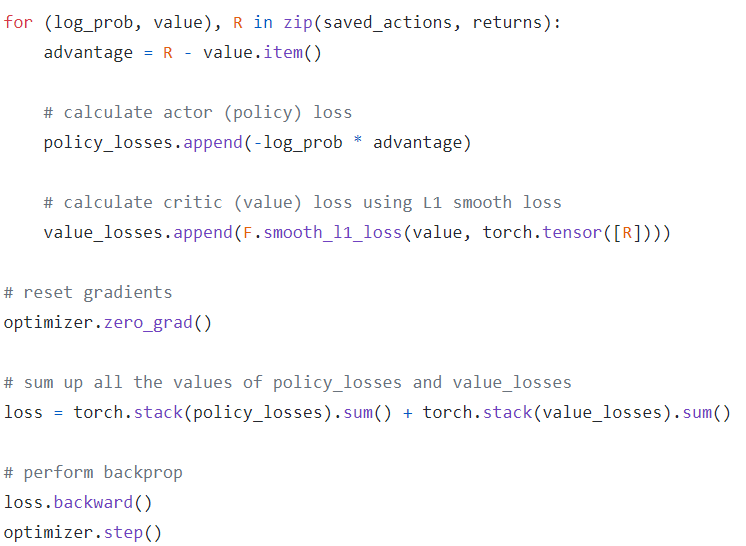 for (log_prob, value), R in zip(saved_actions, returns):
    advantage = R - value.item()
    # calculate actor (policy) loss
    policy_losses.append(-log_prob * advantage)
    # calculate critic (value) loss using L1 smooth loss
    value_losses.append(F.smooth_l1_loss(value, torch.tensor([R])))
# reset gradients
optimizer.zero_grad()
# sum up all the values of policy_losses and value_losses
loss = torch.stack(policy_losses).sum() + torch.stack(value_losses).sum()
# perform backprop
loss.backward()
optimizer.step()